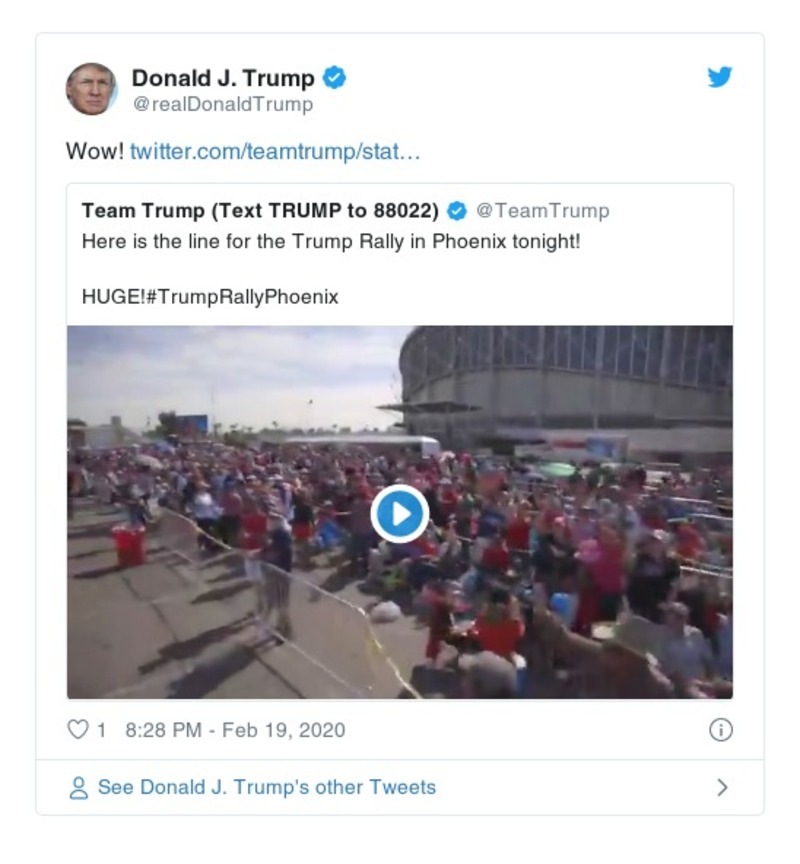 Donald J. Trump
@realDonaldTrump
Wow! twitter.com/teamtrump/stat…
Team Trump (Text TRUMP to 88022) @TeamTrump
Here is the line for the Trump Rally in Phoenix tonight!
HUGE!#TrumpRallyPhoenix
1 8:28 PM - Feb 19, 2020
See Donald J. Trump's other Tweets